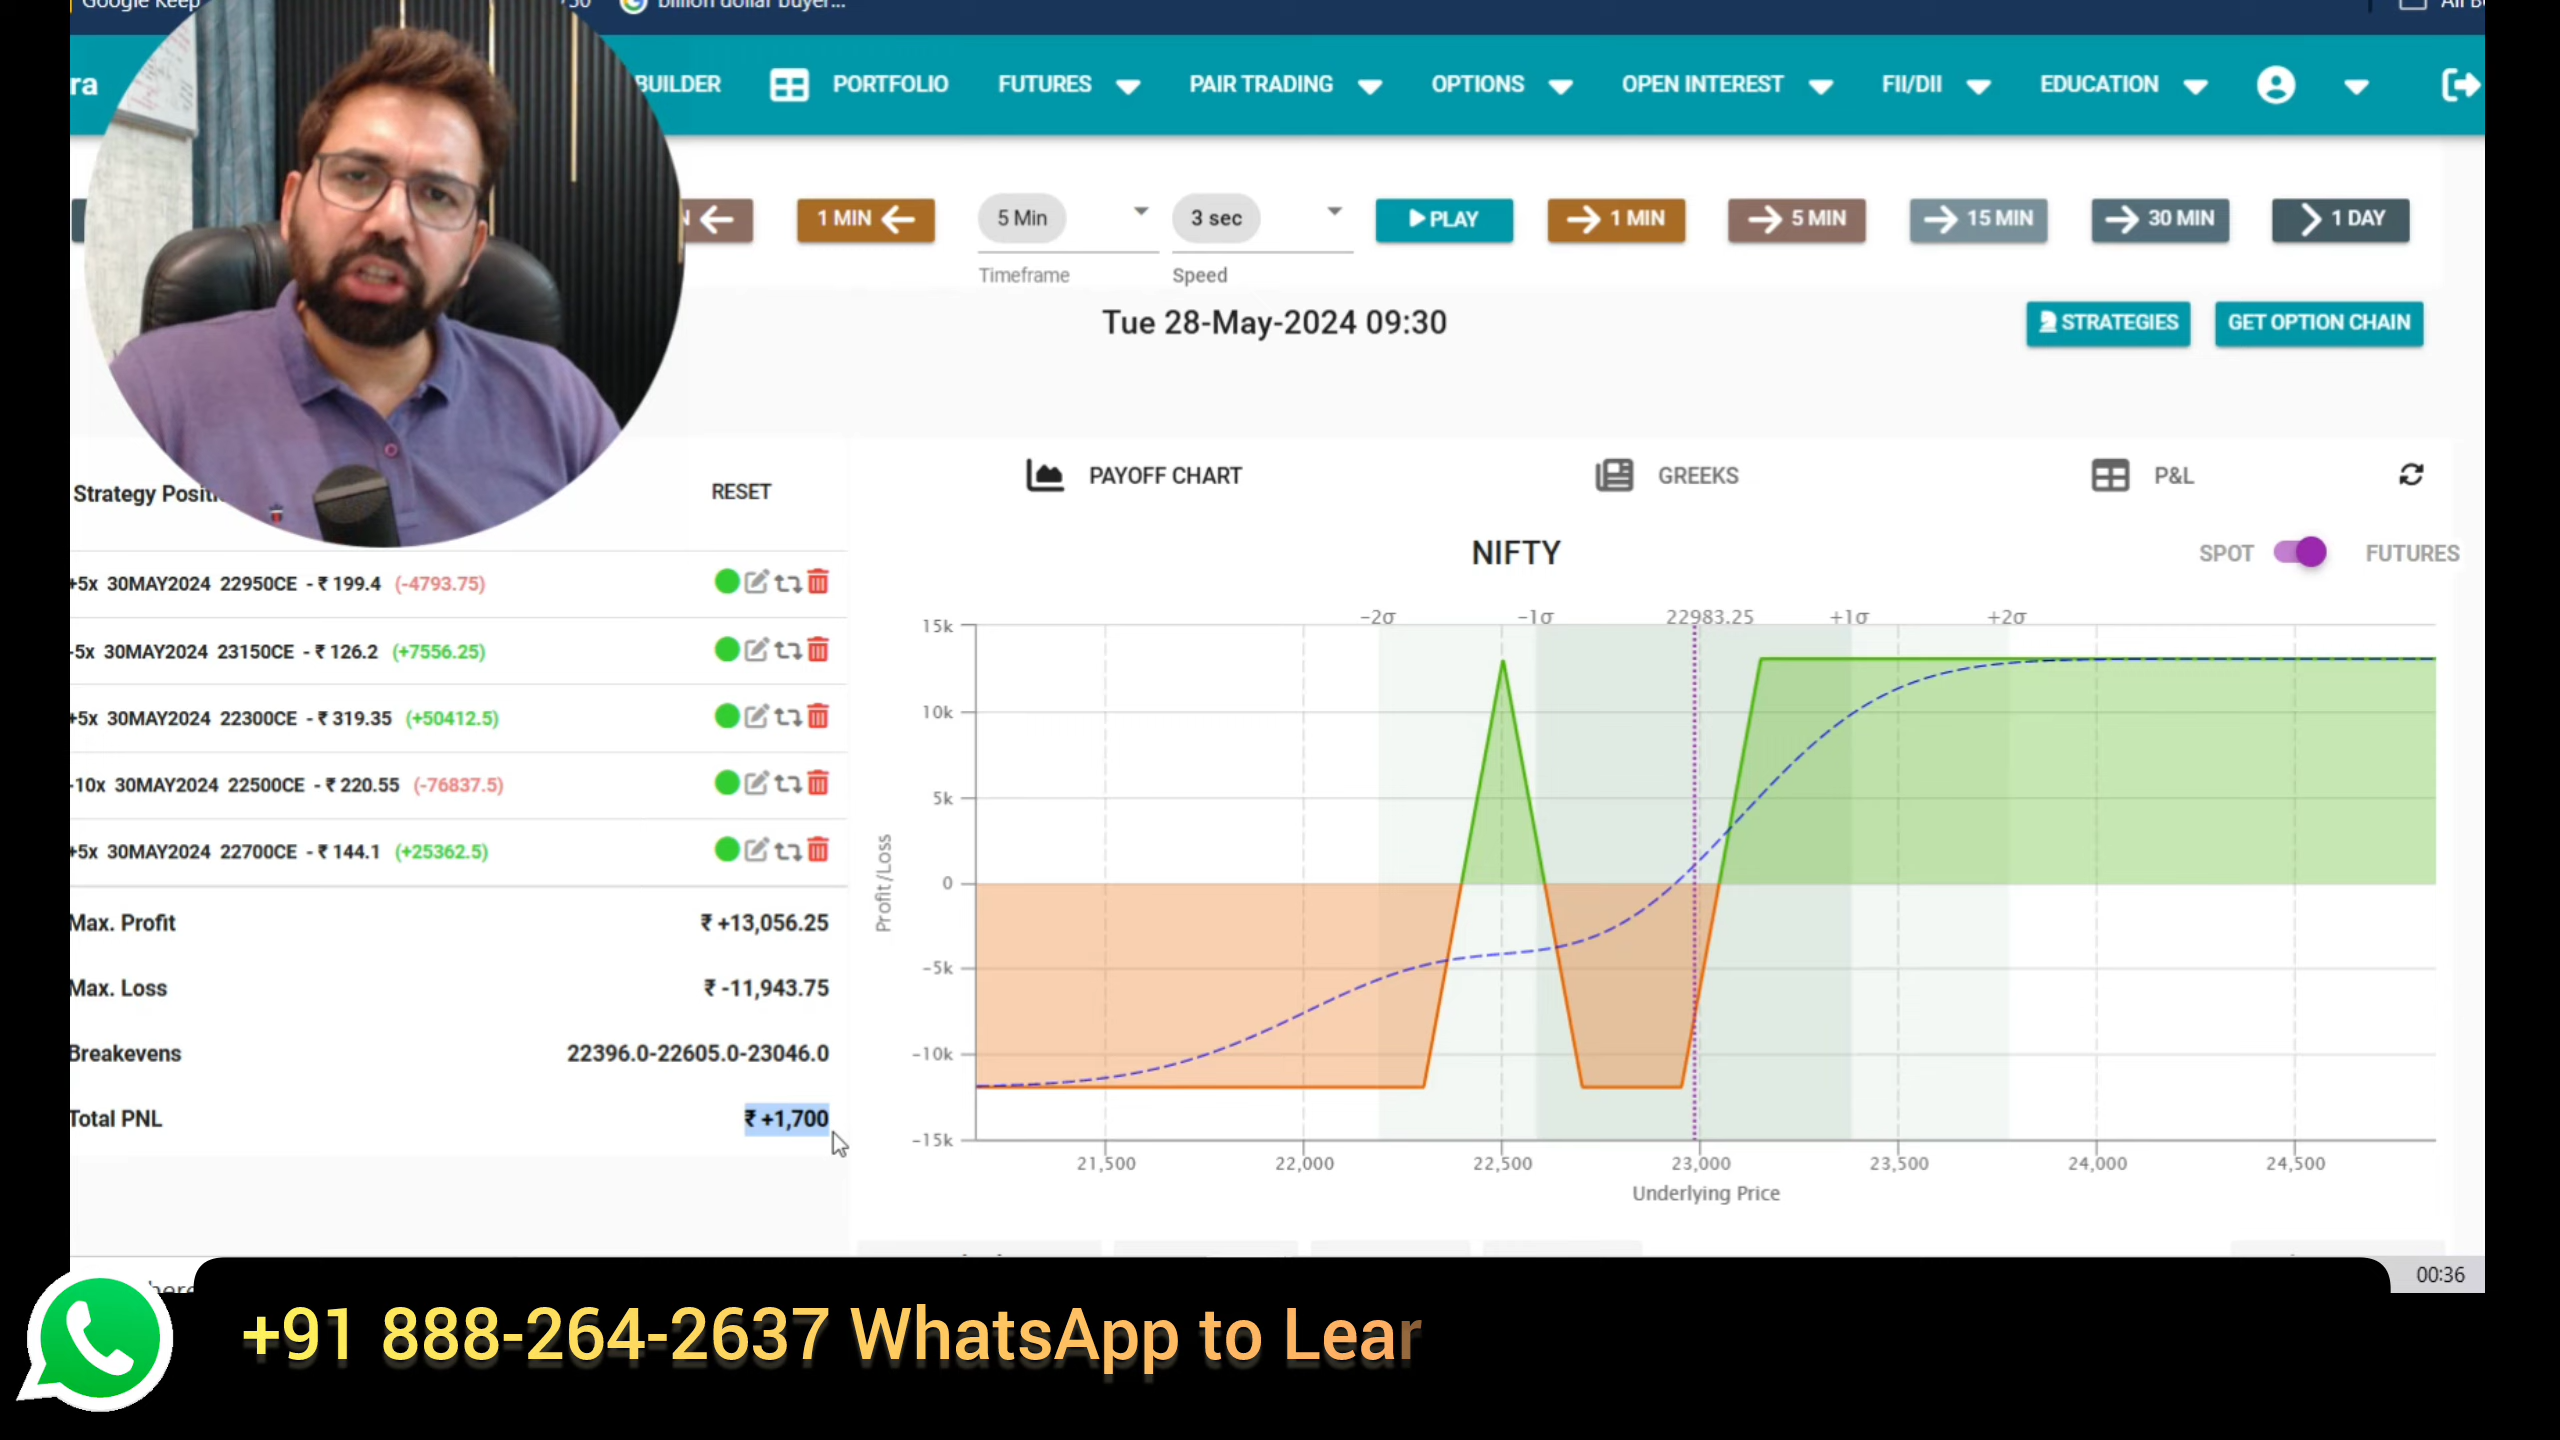 Google Keep
billion dollar buyer...
ra
BUILDER PORTFOLIO FUTURES PAIR TRADING OPTIONS OPEN INTEREST FII/DII EDUCATION
1 MIN 5 Min 3 sec PLAY 1 MIN 5 MIN 15 MIN 30 MIN 1 DAY
Timeframe Speed
Tue 28-May-2024 09:30
STRATEGIES GET OPTION CHAIN
Strategy RESET
PAYOFF CHART GREEKS P&L
NIFTY
SPOT FUTURES
+5x 30MAY2024 22950CE - ₹ 199.4 (-4793.75)
-5x 30MAY2024 23150CE - ₹ 126.2 (+7556.25)
+5x 30MAY2024 22300CE - ₹ 319.35 (+50412.5)
-10x 30MAY2024 22500CE - ₹ 220.55 (-76837.5)
+5x 30MAY2024 22700CE - ₹ 144.1 (+25362.5)
Max. Profit ₹ +13,056.25
Max. Loss ₹ -11,943.75
Breakevens 22396.0-22605.0-23046.0
Total PNL ₹ +1,700
-2σ -1σ 22983.25 +1σ +2σ
15k
10k
5k
0
-5k
-10k
-15k
Profit/Loss
21,500 22,000 22,500 23,000 23,500 24,000 24,500
Underlying Price
00:36
+91 888-264-2637 WhatsApp to Lear